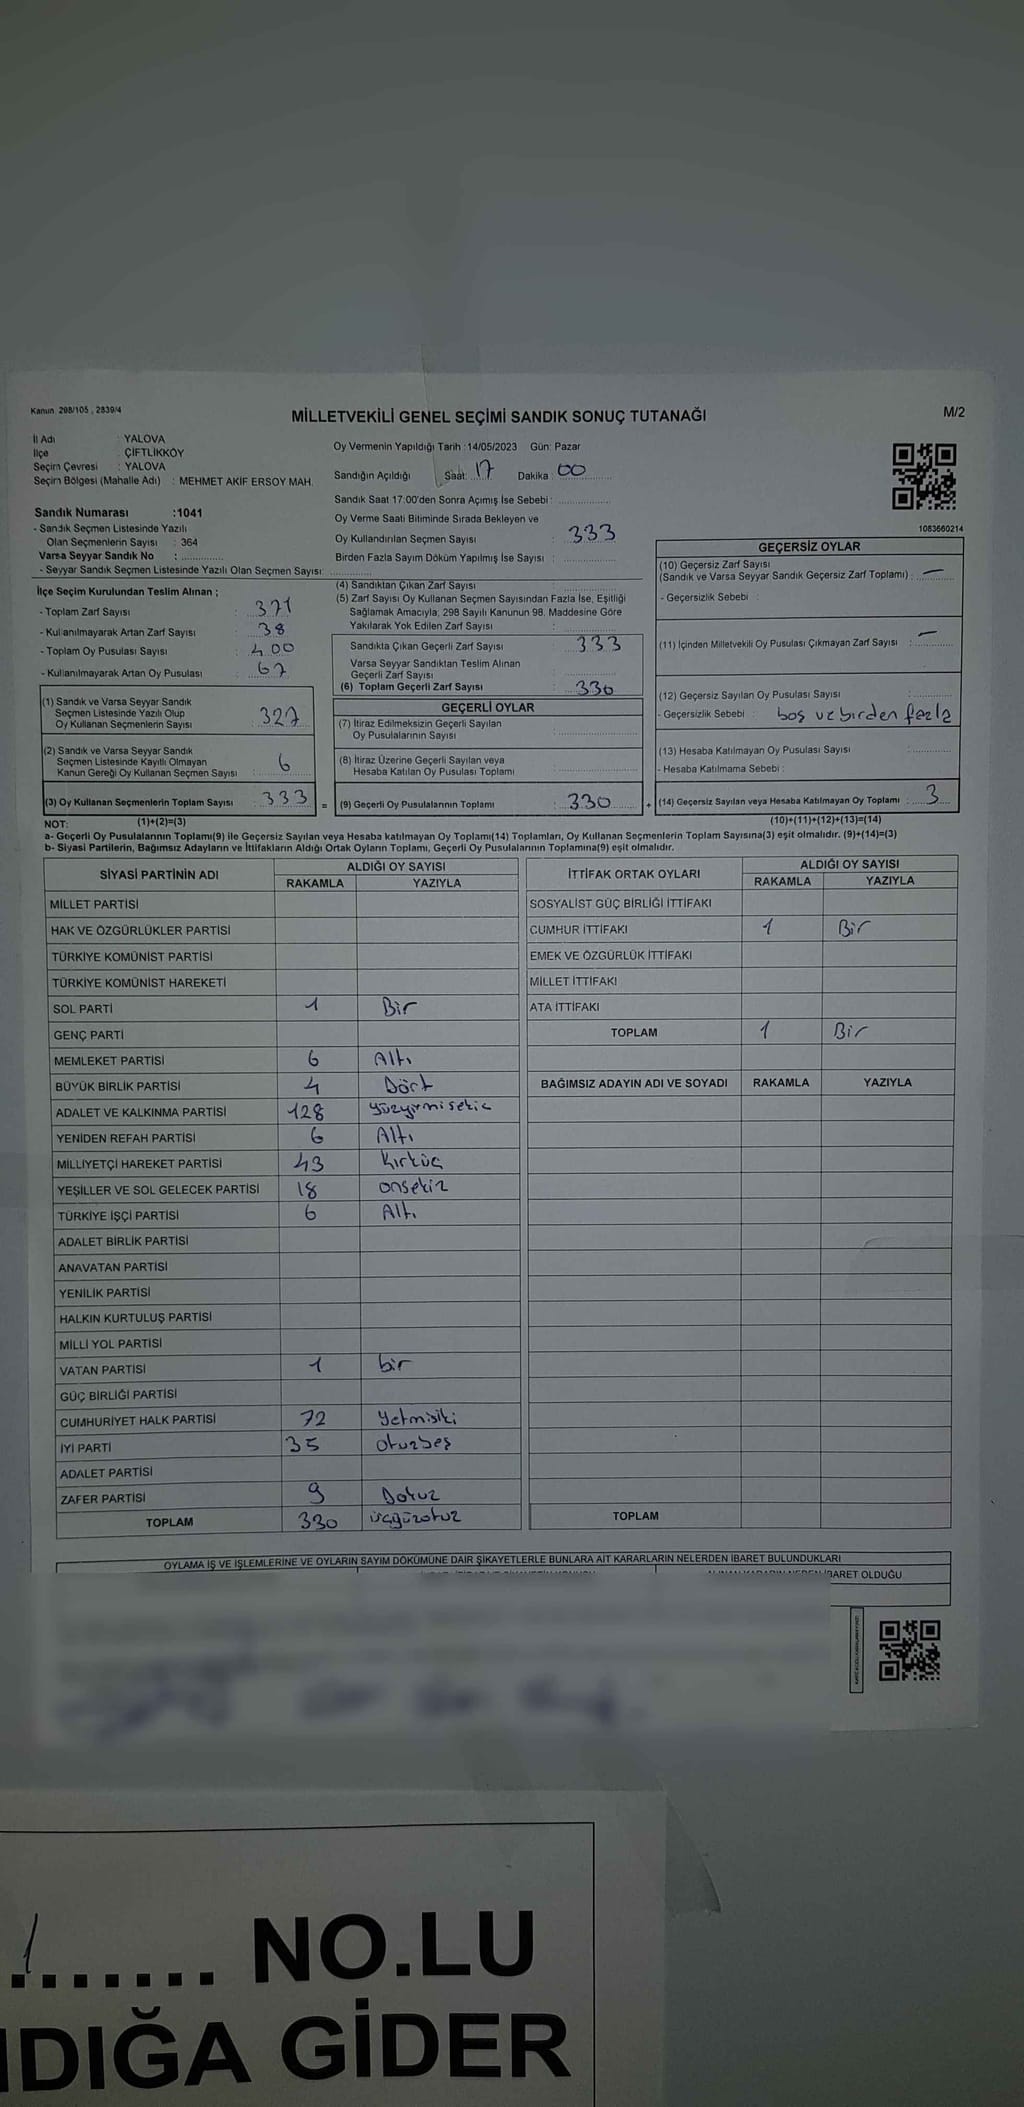 Kanun 298/105 , 2839/4
MİLLETVEKİLİ GENEL SEÇİMİ SANDIK SONUÇ TUTANAĞI
M/2
İl Adı : YALOVA
İlçe : ÇİFTLİKKÖY
Seçim Çevresi : YALOVA
Seçim Bölgesi (Mahalle Adı) : MEHMET AKİF ERSOY MAH.
Sandık Numarası :1041
- Sandık Seçmen Listesinde Yazılı
Olan Seçmenlerin Sayısı : 364
Varsa Seyyar Sandık No : ..............
- Seyyar Sandık Seçmen Listesinde Yazılı Olan Seçmen Sayısı: ..............
Oy Vermenin Yapıldığı Tarih :14/05/2023 Gün: Pazar
Sandığın Açıldığı Saat: 17 Dakika : 00
Sandık Saat 17:00'den Sonra Açımış İse Sebebi : ..............
Oy Verme Saati Bitiminde Sırada Bekleyen ve
Oy Kullandırılan Seçmen Sayısı : 333
Birden Fazla Sayım Döküm Yapılmış İse Sayısı : ..............
1083660214
İlçe Seçim Kurulundan Teslim Alınan ;
- Toplam Zarf Sayısı : 371
- Kullanılmayarak Artan Zarf Sayısı : 38
- Toplam Oy Pusulası Sayısı : 400
- Kullanılmayarak Artan Oy Pusulası : 67
(1) Sandık ve Varsa Seyyar Sandık
Seçmen Listesinde Yazılı Olup
Oy Kullanan Seçmenlerin Sayısı : 327
(2) Sandık ve Varsa Seyyar Sandık
Seçmen Listesinde Kayıtlı Olmayan
Kanun Gereği Oy Kullanan Seçmen Sayısı : 6
(3) Oy Kullanan Seçmenlerin Toplam Sayısı : 333
(1)+(2)=(3)
(4) Sandıktan Çıkan Zarf Sayısı : ..............
(5) Zarf Sayısı Oy Kullanan Seçmen Sayısından Fazla İse, Eşitliği
Sağlamak Amacıyla, 298 Sayılı Kanunun 98. Maddesine Göre
Yakılarak Yok Edilen Zarf Sayısı : ..............
Sandıkta Çıkan Geçerli Zarf Sayısı : 333
Varsa Seyyar Sandıktan Teslim Alınan
Geçerli Zarf Sayısı : ..............
(6) Toplam Geçerli Zarf Sayısı : 330
GEÇERLİ OYLAR
(7) İtiraz Edilmeksizin Geçerli Sayılan
Oy Pusulalarının Sayısı : ..............
(8) İtiraz Üzerine Geçerli Sayılan veya
Hesaba Katılan Oy Pusulası Toplamı : ..............
= (9) Geçerli Oy Pusulalarının Toplamı : 330 +
GEÇERSİZ OYLAR
(10) Geçersiz Zarf Sayısı
(Sandık ve Varsa Seyyar Sandık Geçersiz Zarf Toplamı) : —
- Geçersizlik Sebebi :
(11) İçinden Milletvekili Oy Pusulası Çıkmayan Zarf Sayısı : —
(12) Geçersiz Sayılan Oy Pusulası Sayısı : ..............
- Geçersizlik Sebebi : boş ve birden fazla
(13) Hesaba Katılmayan Oy Pusulası Sayısı : ..............
- Hesaba Katılmama Sebebi :
(14) Geçersiz Sayılan veya Hesaba Katılmayan Oy Toplamı : 3
(10)+(11)+(12)+(13)=(14)
NOT:
a- Geçerli Oy Pusulalarının Toplamı(9) ile Geçersiz Sayılan veya Hesaba katılmayan Oy Toplamı(14) Toplamları, Oy Kullanan Seçmenlerin Toplam Sayısına(3) eşit olmalıdır. (9)+(14)=(3)
b- Siyasi Partilerin, Bağımsız Adayların ve İttifakların Aldığı Ortak Oyların Toplamı, Geçerli Oy Pusulalarının Toplamına(9) eşit olmalıdır.
SİYASİ PARTİNİN ADI
ALDIĞI OY SAYISI
RAKAMLA YAZIYLA
MİLLET PARTİSİ
HAK VE ÖZGÜRLÜKLER PARTİSİ
TÜRKİYE KOMÜNİST PARTİSİ
TÜRKİYE KOMÜNİST HAREKETİ
SOL PARTİ 1 Bir
GENÇ PARTİ
MEMLEKET PARTİSİ 6 Altı
BÜYÜK BİRLİK PARTİSİ 4 Dört
ADALET VE KALKINMA PARTİSİ 128 yüzyirmisekiz
YENİDEN REFAH PARTİSİ 6 Altı
MİLLİYETÇİ HAREKET PARTİSİ 43 Kırküç
YEŞİLLER VE SOL GELECEK PARTİSİ 18 onsekiz
TÜRKİYE İŞÇİ PARTİSİ 6 Altı
ADALET BİRLİK PARTİSİ
ANAVATAN PARTİSİ
YENİLİK PARTİSİ
HALKIN KURTULUŞ PARTİSİ
MİLLİ YOL PARTİSİ
VATAN PARTİSİ 1 bir
GÜÇ BİRLİĞİ PARTİSİ
CUMHURİYET HALK PARTİSİ 72 Yetmişiki
İYİ PARTİ 35 otuzbeş
ADALET PARTİSİ
ZAFER PARTİSİ 9 Dokuz
TOPLAM 330 üçyüzotuz
İTTİFAK ORTAK OYLARI
ALDIĞI OY SAYISI
RAKAMLA YAZIYLA
SOSYALİST GÜÇ BİRLİĞİ İTTİFAKI
CUMHUR İTTİFAKI 1 Bir
EMEK VE ÖZGÜRLÜK İTTİFAKI
MİLLET İTTİFAKI
ATA İTTİFAKI
TOPLAM 1 Bir
BAĞIMSIZ ADAYIN ADI VE SOYADI RAKAMLA YAZIYLA
TOPLAM
OYLAMA İŞ VE İŞLEMLERİNE VE OYLARIN SAYIM DÖKÜMÜNE DAİR ŞİKAYETLERLE BUNLARA AİT KARARLARIN NELERDEN İBARET BULUNDUKLARI
İBARET OLDUĞU
....... NO.LU
NDIĞA GİDER